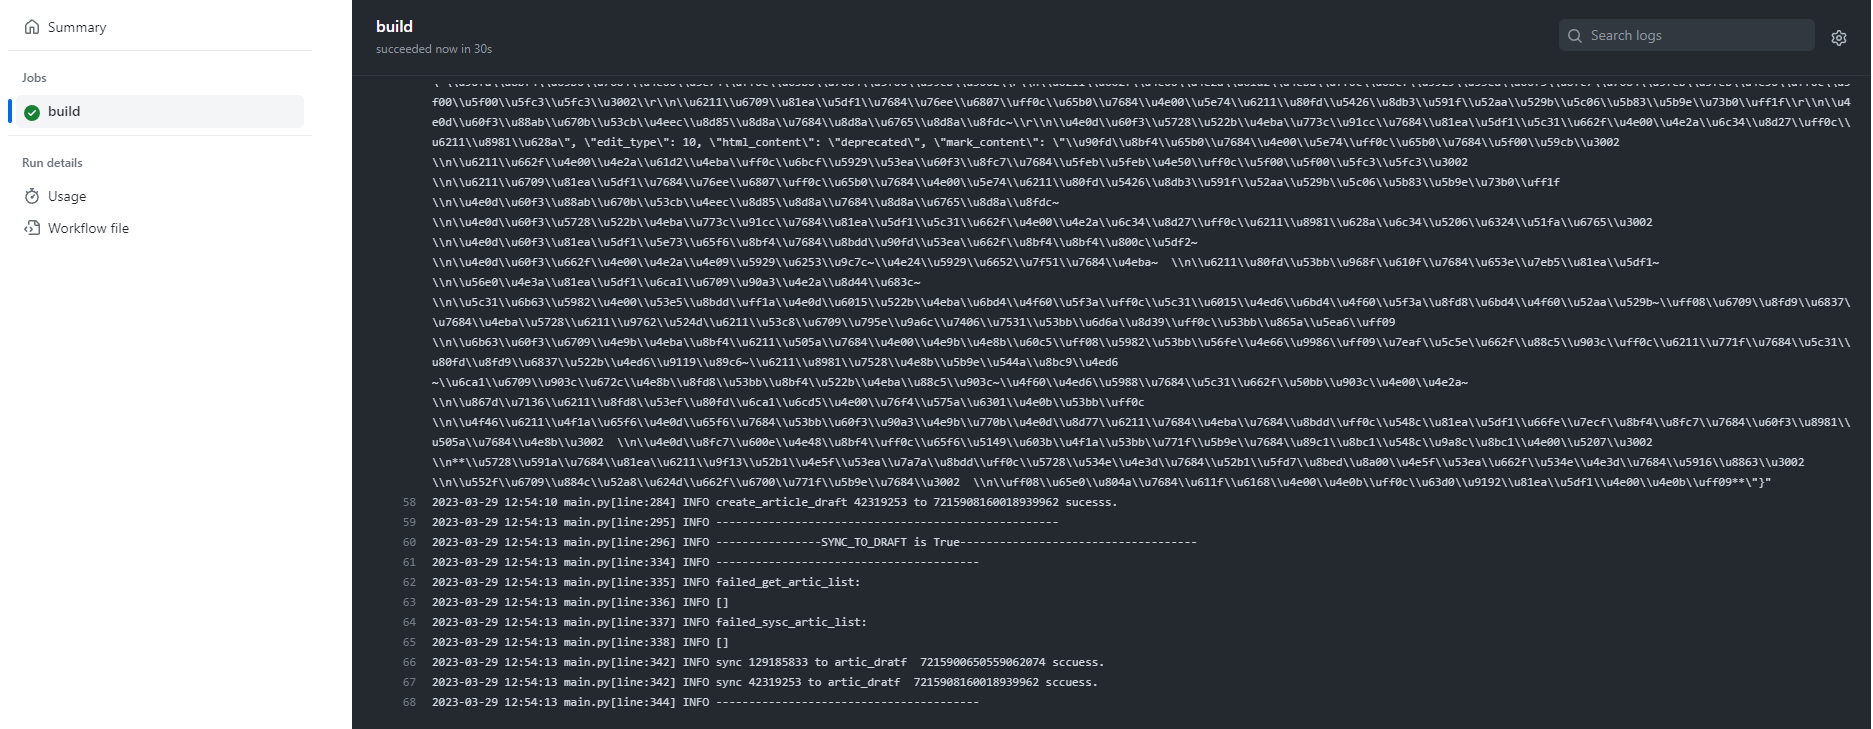 Summary
Jobs
build
Run details
Usage
Workflow file
build
succeeded now in 30s
Search logs
f00\\u5f00\\u5fc3\\u5fc3\\u3002\\r\\n\\u6211\\u6709\\u81ea\\u5df1\\u7684\\u76ee\\u6807\\uff0c\\u65b0\\u7684\\u4e00\\u5e74\\u6211\\u80fd\\u5426\\u8db3\\u591f\\u52aa\\u529b\\u5c06\\u5b83\\u5b9e\\u73b0\\uff1f\\r\\n\\u4
e0d\\u60f3\\u88ab\\u670b\\u53cb\\u4eec\\u8d85\\u8d8a\\u7684\\u8d8a\\u6765\\u8d8a\\u8fdc~\\r\\n\\u4e0d\\u60f3\\u5728\\u522b\\u4eba\\u773c\\u91cc\\u7684\\u81ea\\u5df1\\u5c31\\u662f\\u4e00\\u4e2a\\u6c34\\u8d27\\uff0c\\
u6211\\u8981\\u628a\", \"edit_type\": 10, \"html_content\": \"deprecated\", \"mark_content\": \"\\u90fd\\u8bf4\\u65b0\\u7684\\u4e00\\u5e74\\uff0c\\u65b0\\u7684\\u5f00\\u59cb\\u3002
\\n\\u6211\\u662f\\u4e00\\u4e2a\\u61d2\\u4eba\\uff0c\\u6bcf\\u5929\\u53ea\\u60f3\\u8fc7\\u7684\\u5feb\\u5feb\\u4e50\\uff0c\\u5f00\\u5f00\\u5fc3\\u5fc3\\u3002
\\n\\u6211\\u6709\\u81ea\\u5df1\\u7684\\u76ee\\u6807\\uff0c\\u65b0\\u7684\\u4e00\\u5e74\\u6211\\u80fd\\u5426\\u8db3\\u591f\\u52aa\\u529b\\u5c06\\u5b83\\u5b9e\\u73b0\\uff1f
\\n\\u4e0d\\u60f3\\u88ab\\u670b\\u53cb\\u4eec\\u8d85\\u8d8a\\u7684\\u8d8a\\u6765\\u8d8a\\u8fdc~
\\n\\u4e0d\\u60f3\\u5728\\u522b\\u4eba\\u773c\\u91cc\\u7684\\u81ea\\u5df1\\u5c31\\u662f\\u4e00\\u4e2a\\u6c34\\u8d27\\uff0c\\u6211\\u8981\\u628a\\u6c34\\u5206\\u6324\\u51fa\\u6765\\u3002
\\n\\u4e0d\\u60f3\\u81ea\\u5df1\\u5e73\\u65f6\\u8bf4\\u7684\\u8bdd\\u90fd\\u53ea\\u662f\\u8bf4\\u8bf4\\u800c\\u5df2~
\\n\\u4e0d\\u60f3\\u662f\\u4e00\\u4e2a\\u4e09\\u5929\\u6253\\u9c7c~\\u4e24\\u5929\\u6652\\u7f51\\u7684\\u4eba~  \\n\\u6211\\u80fd\\u53bb\\u968f\\u610f\\u7684\\u653e\\u7eb5\\u81ea\\u5df1~
\\n\\u56e0\\u4e3a\\u81ea\\u5df1\\u6ca1\\u6709\\u90a3\\u4e2a\\u8d44\\u683c~
\\n\\u5c31\\u6b63\\u5982\\u4e00\\u53e5\\u8bdd\\uff1a\\u4e0d\\u6015\\u522b\\u4eba\\u6bd4\\u4f60\\u5f3a\\uff0c\\u5c31\\u6015\\u4ed6\\u6bd4\\u4f60\\u5f3a\\u8fd8\\u6bd4\\u4f60\\u52aa\\u529b~\\uff08\\u6709\\u8fd9\\u6837\
\u7684\\u4eba\\u5728\\u6211\\u9762\\u524d\\u6211\\u53c8\\u6709\\u795e\\u9a6c\\u7406\\u7531\\u53bb\\u6d6a\\u8d39\\uff0c\\u53bb\\u865a\\u5ea6\\uff09
\\n\\u6b63\\u60f3\\u6709\\u4e9b\\u4eba\\u8bf4\\u6211\\u505a\\u7684\\u4e00\\u4e9b\\u4e8b\\u60c5\\uff08\\u5982\\u53bb\\u56fe\\u4e66\\u9986\\uff09\\u7eaf\\u5c5e\\u662f\\u88c5\\u903c\\uff0c\\u6211\\u771f\\u7684\\u5c31\\
u80fd\\u8fd9\\u6837\\u522b\\u4ed6\\u9119\\u89c6~\\u6211\\u8981\\u7528\\u4e8b\\u5b9e\\u544a\\u8bc9\\u4ed6
~\\u6ca1\\u6709\\u903c\\u672c\\u4e8b\\u8fd8\\u53bb\\u8bf4\\u522b\\u4eba\\u88c5\\u903c~\\u4f60\\u4ed6\\u5988\\u7684\\u5c31\\u662f\\u50bb\\u903c\\u4e00\\u4e2a~
\\n\\u867d\\u7136\\u6211\\u8fd8\\u53ef\\u80fd\\u6ca1\\u6cd5\\u4e00\\u76f4\\u575a\\u6301\\u4e0b\\u53bb\\uff0c
\\n\\u4f46\\u6211\\u4f1a\\u65f6\\u4e0d\\u65f6\\u7684\\u53bb\\u60f3\\u90a3\\u4e9b\\u770b\\u4e0d\\u8d77\\u6211\\u7684\\u4eba\\u7684\\u8bdd\\uff0c\\u548c\\u81ea\\u5df1\\u66fe\\u7ecf\\u8bf4\\u8fc7\\u7684\\u60f3\\u8981\\
u505a\\u7684\\u4e8b\\u3002  \\n\\u4e0d\\u8fc7\\u600e\\u4e48\\u8bf4\\uff0c\\u65f6\\u5149\\u603b\\u4f1a\\u53bb\\u771f\\u5b9e\\u7684\\u89c1\\u8bc1\\u548c\\u9a8c\\u8bc1\\u4e00\\u5207\\u3002
\\n**\\u5728\\u591a\\u7684\\u81ea\\u6211\\u9f13\\u52b1\\u4e5f\\u53ea\\u7a7a\\u8bdd\\uff0c\\u5728\\u534e\\u4e3d\\u7684\\u52b1\\u5fd7\\u8bed\\u8a00\\u4e5f\\u53ea\\u662f\\u534e\\u4e3d\\u7684\\u5916\\u8863\\u3002
\\n\\u552f\\u6709\\u884c\\u52a8\\u624d\\u662f\\u6700\\u771f\\u5b9e\\u7684\\u3002  \\n\\uff08\\u65e0\\u804a\\u7684\\u611f\\u6168\\u4e00\\u4e0b\\uff0c\\u63d0\\u9192\\u81ea\\u5df1\\u4e00\\u4e0b\\uff09**\"}"
58 2023-03-29 12:54:10 main.py[line:284] INFO create_article_draft 42319253 to 7215908160018939962 sucesss.
59 2023-03-29 12:54:13 main.py[line:295] INFO ----------------------------------------------------
60 2023-03-29 12:54:13 main.py[line:296] INFO ----------------SYNC_TO_DRAFT is True------------------------------------
61 2023-03-29 12:54:13 main.py[line:334] INFO ----------------------------------------
62 2023-03-29 12:54:13 main.py[line:335] INFO failed_get_artic_list:
63 2023-03-29 12:54:13 main.py[line:336] INFO []
64 2023-03-29 12:54:13 main.py[line:337] INFO failed_sysc_artic_list:
65 2023-03-29 12:54:13 main.py[line:338] INFO []
66 2023-03-29 12:54:13 main.py[line:342] INFO sync 129185833 to artic_dratf  7215900650559062074 sccuess.
67 2023-03-29 12:54:13 main.py[line:342] INFO sync 42319253 to artic_dratf  7215908160018939962 sccuess.
68 2023-03-29 12:54:13 main.py[line:344] INFO ----------------------------------------